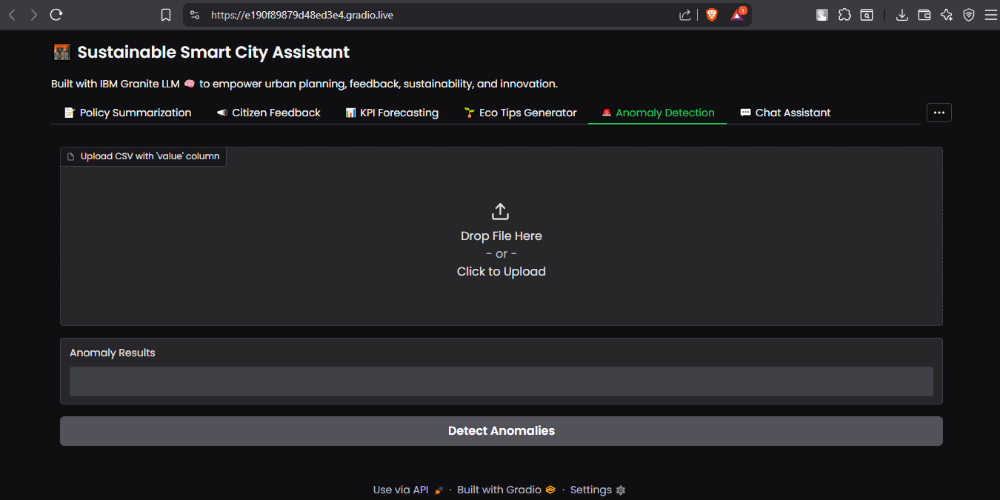 https://e190f89879d48ed3e4.gradio.live
1
Sustainable Smart City Assistant
Built with IBM Granite LLM 🧠 to empower urban planning, feedback, sustainability, and innovation.
Policy Summarization Citizen Feedback KPI Forecasting Eco Tips Generator Anomaly Detection Chat Assistant
Upload CSV with 'value' column
Drop File Here
- or -
Click to Upload
Anomaly Results
Detect Anomalies
Use via API · Built with Gradio · Settings